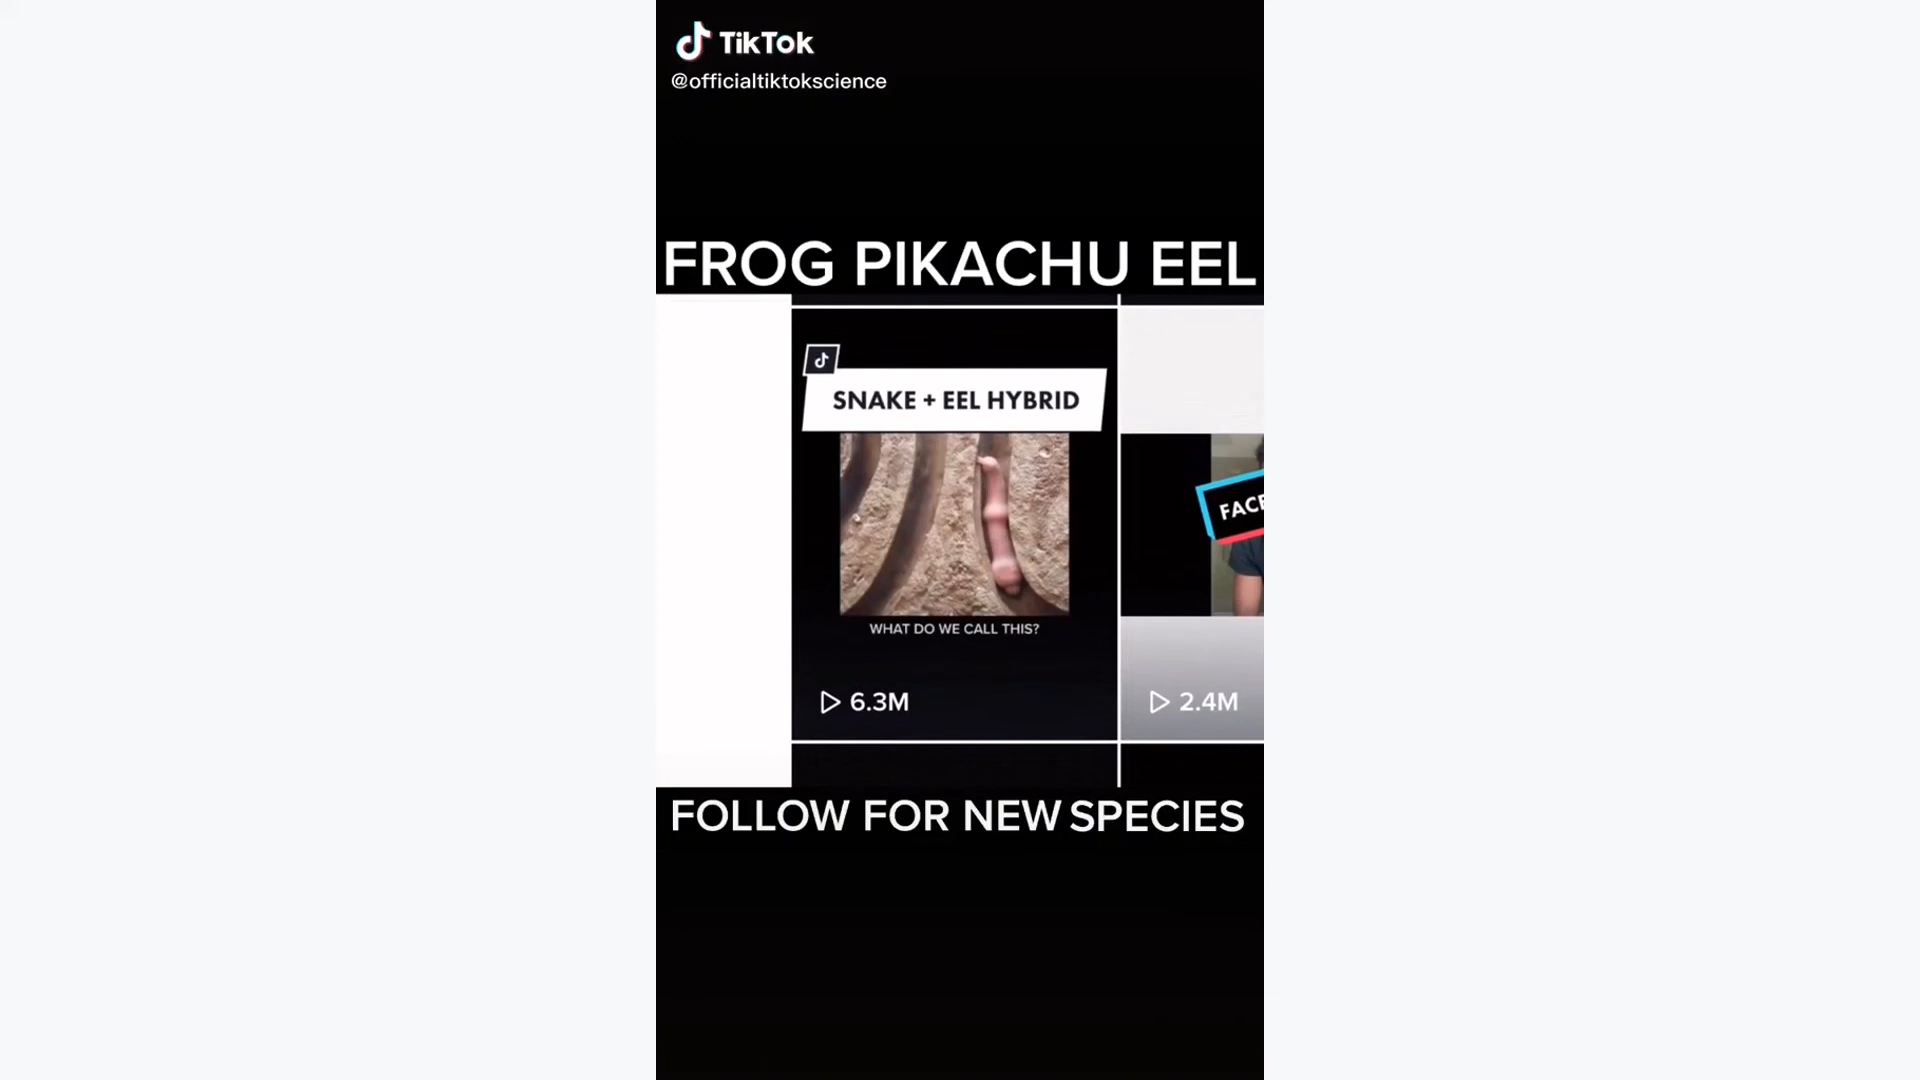 TikTok
@officialtiktokscience
FROG PIKACHU EEL
SNAKE + EEL HYBRID
WHAT DO WE CALL THIS?
6.3M
2.4M
FOLLOW FOR NEW SPECIES